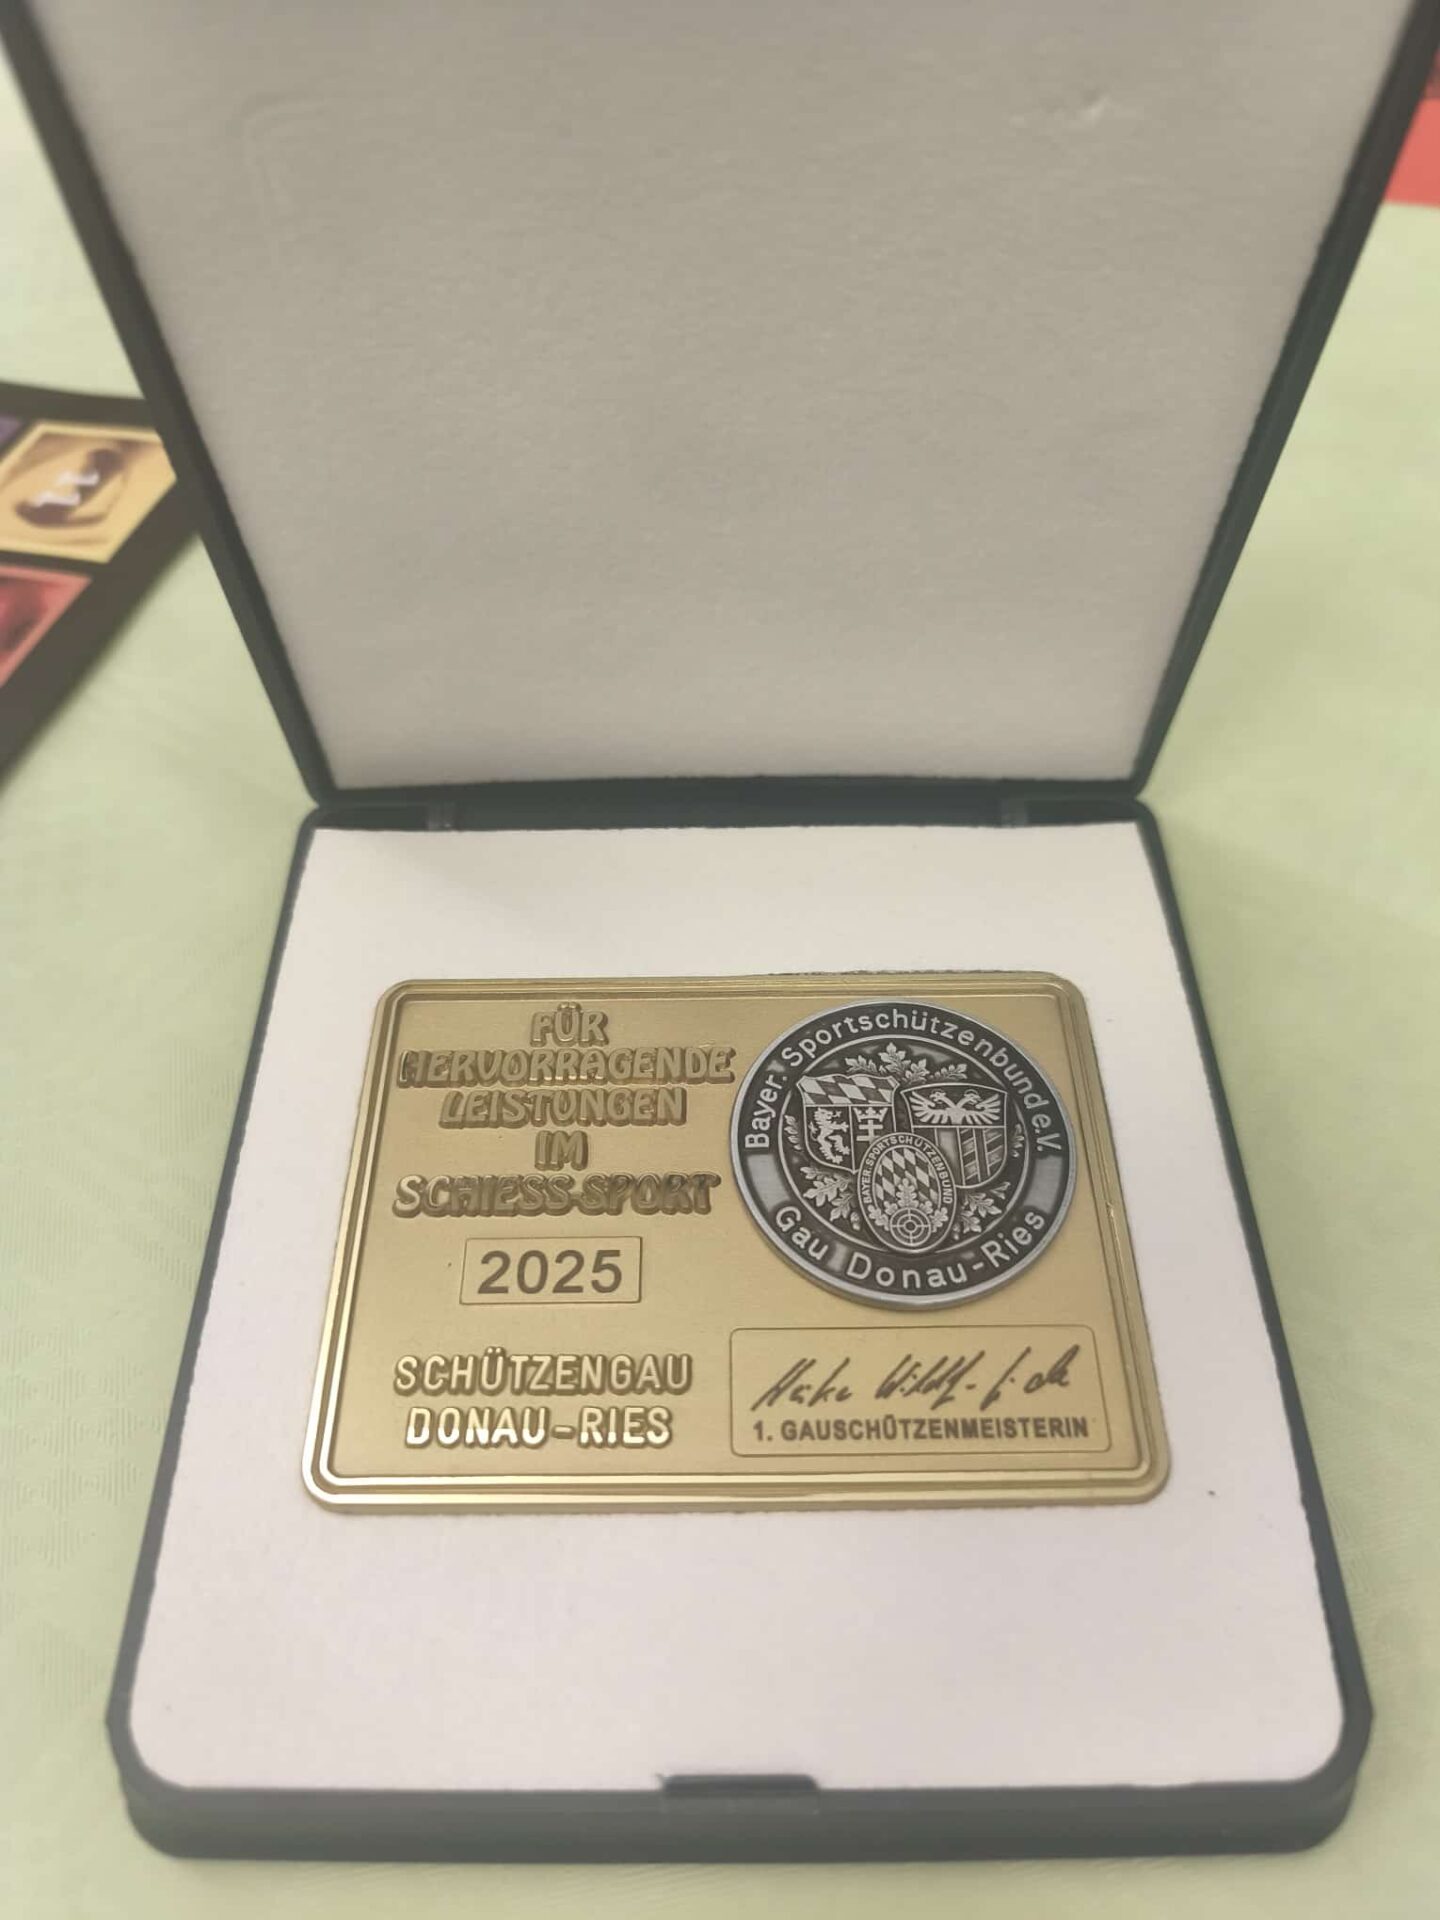 FÜR
HERVORRAGENDE
LEISTUNGEN
IM
SCHIESS-SPORT
2025
SCHÜTZENGAU
DONAU-RIES
Bayer. Sportschützenbund e.V.
BAYER. SPORTSCHÜTZENBUND
Gau Donau-Ries
1. GAUSCHÜTZENMEISTERIN